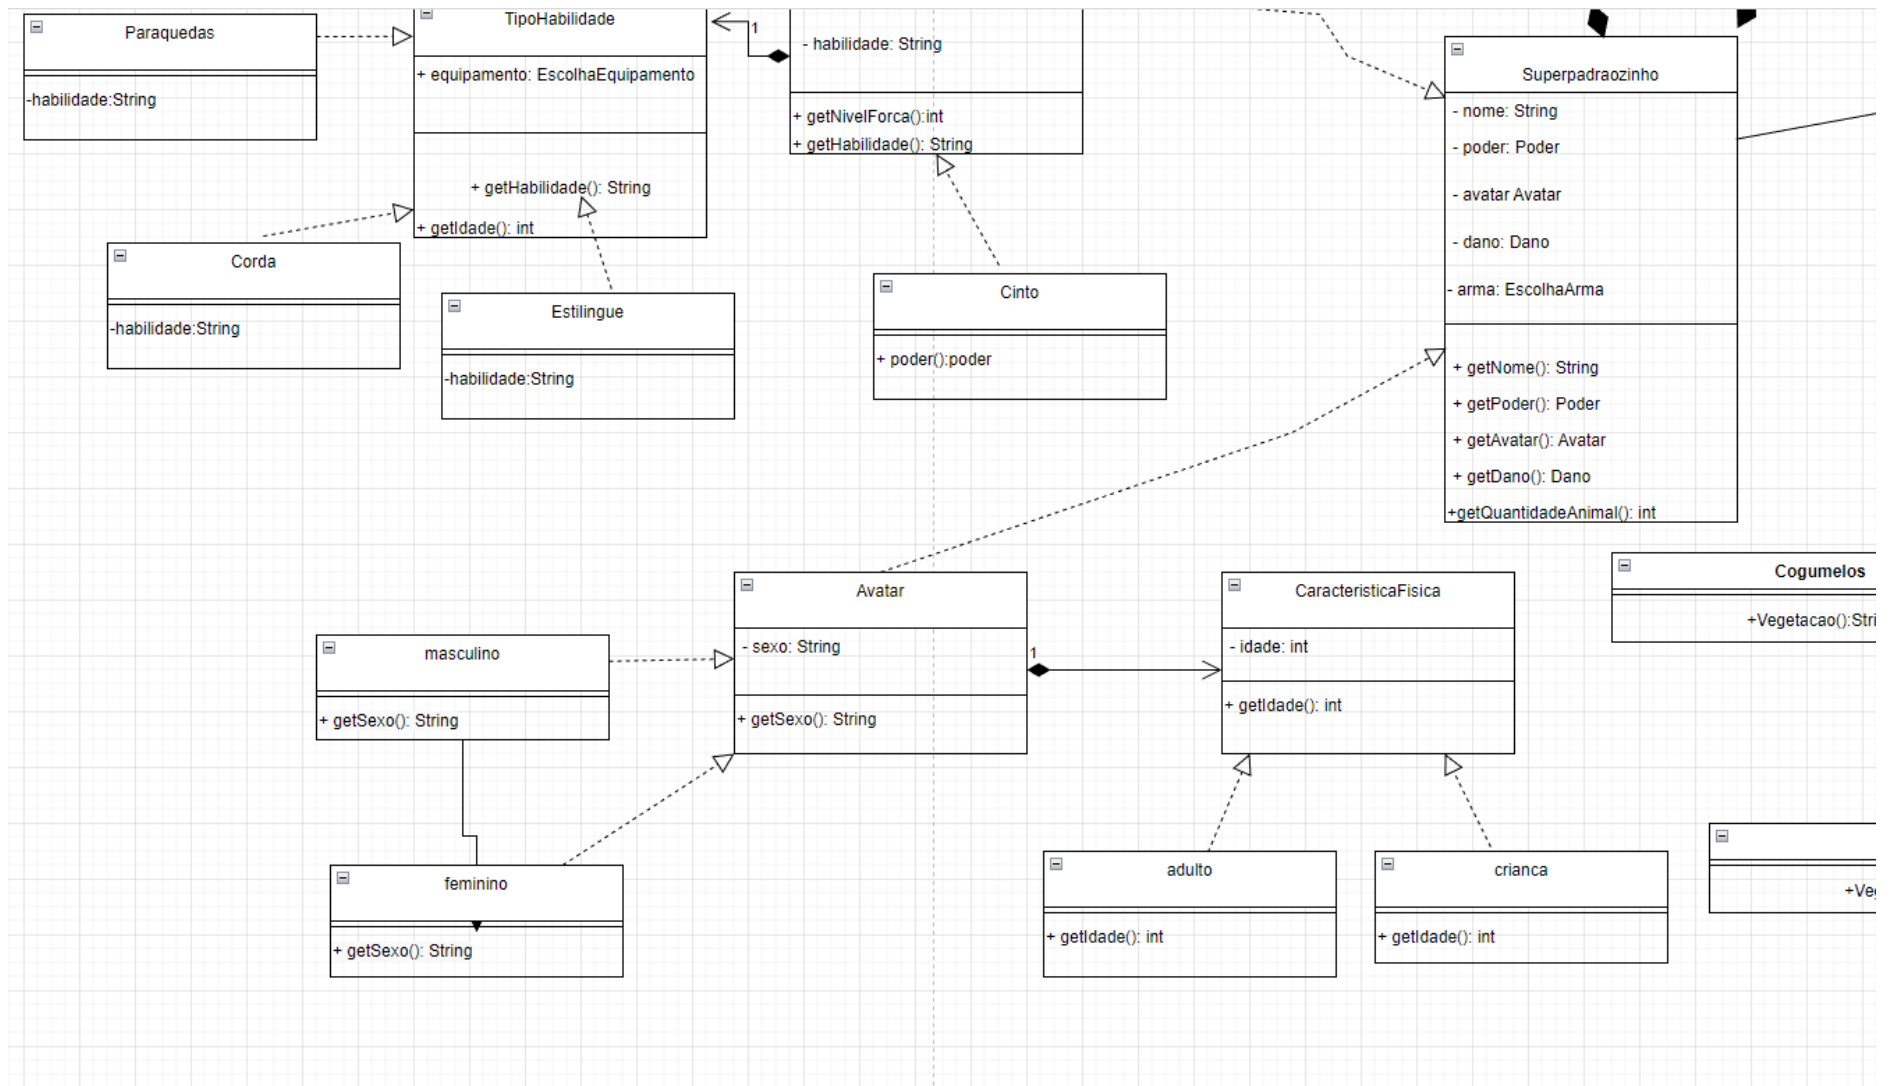 Paraquedas
-habilidade:String
TipoHabilidade
+ equipamento: EscolhaEquipamento
+ getHabilidade(): String
+ getIdade(): int
1
- habilidade: String
+ getNivelForca():int
+ getHabilidade(): String
Superpadraozinho
- nome: String
- poder: Poder
- avatar Avatar
- dano: Dano
- arma: EscolhaArma
+ getNome(): String
+ getPoder(): Poder
+ getAvatar(): Avatar
+ getDano(): Dano
+getQuantidadeAnimal(): int
Corda
-habilidade:String
Estilingue
-habilidade:String
Cinto
+ poder():poder
Avatar
- sexo: String
+ getSexo(): String
1
CaracteristicaFisica
- idade: int
+ getIdade(): int
Cogumelos
+Vegetacao():Stri
masculino
+ getSexo(): String
feminino
+ getSexo(): String
adulto
+ getIdade(): int
crianca
+ getIdade(): int
+Ve